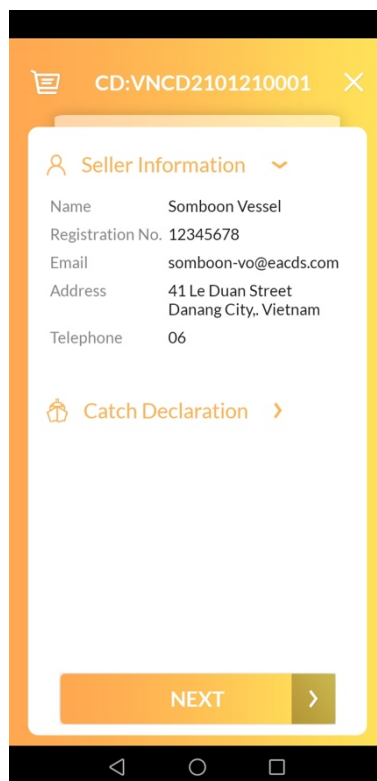 CD:VNCD2101210001
Seller Information
Name Somboon Vessel
Registration No. 12345678
Email somboon-vo@eacds.com
Address 41 Le Duan Street
Danang City,. Vietnam
Telephone 06
Catch Declaration
NEXT